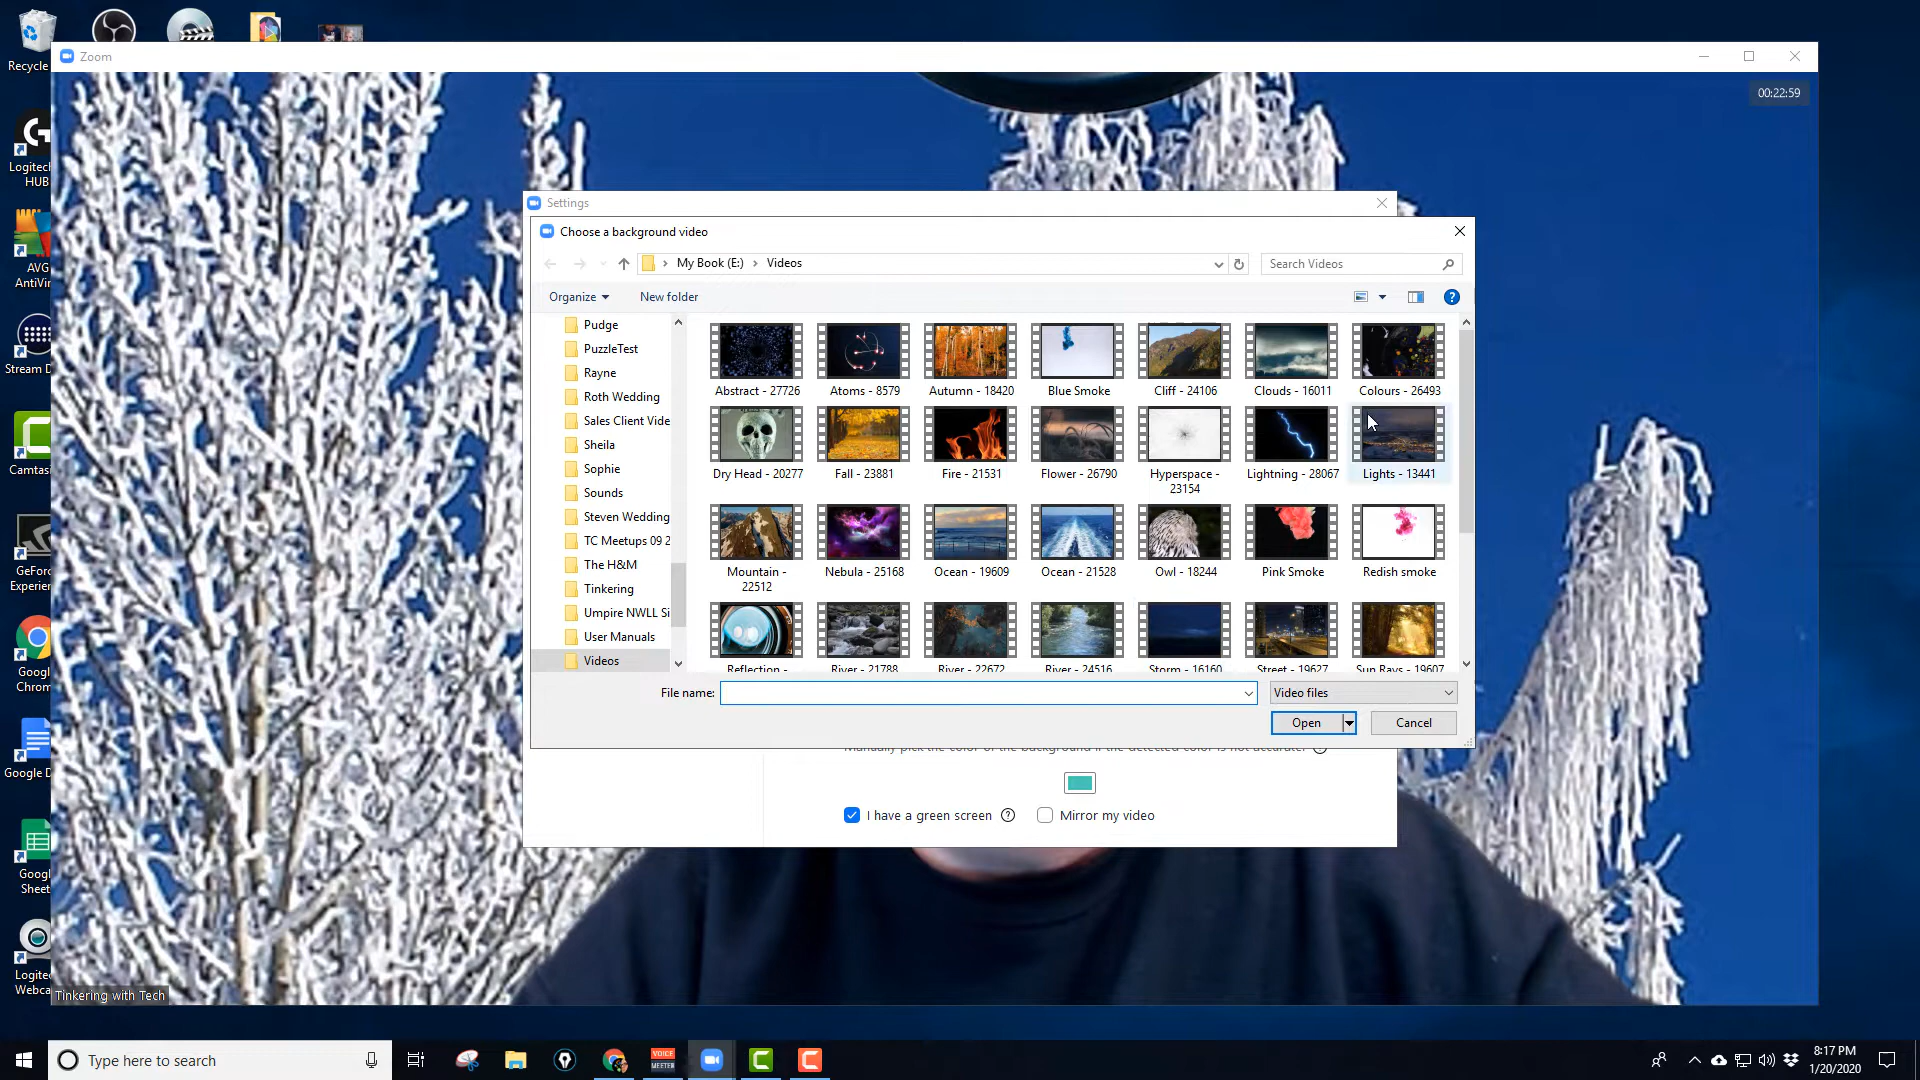 Recycle
Zoom
00:22:59
Logitech
HUB
AVG
AntiVir
Stream D
Camtas
GeFor
Experien
Google
Chrom
Google D
Google
Sheet
Logite
Webca
Settings
Choose a background video
My Book (E:)
Videos
Search Videos
Organize
New folder
Pudge
PuzzleTest
Rayne
Roth Wedding
Sales Client Vide
Sheila
Sophie
Sounds
Steven Wedding
TC Meetups 09 2
The H&M
Tinkering
Umpire NWLL Si
User Manuals
Videos
Abstract - 27726
Atoms - 8579
Autumn - 18420
Blue Smoke
Cliff - 24106
Clouds - 16011
Colours - 26493
Dry Head - 20277
Fall - 23881
Fire - 21531
Flower - 26790
Hyperspace -
23154
Lightning - 28067
Lights - 13441
Mountain -
22512
Nebula - 25168
Ocean - 19609
Ocean - 21528
Owl - 18244
Pink Smoke
Redish smoke
Reflection -
River - 21788
River - 22672
River - 24516
Storm - 16160
Street - 19627
Sun Rays - 19607
File name:
Video files
Open
Cancel
Manually pick the color of the background if the detected color is not accurate.
I have a green screen
Mirror my video
Tinkering with Tech
Type here to search
VOICE
MEETER
8:17 PM
1/20/2020